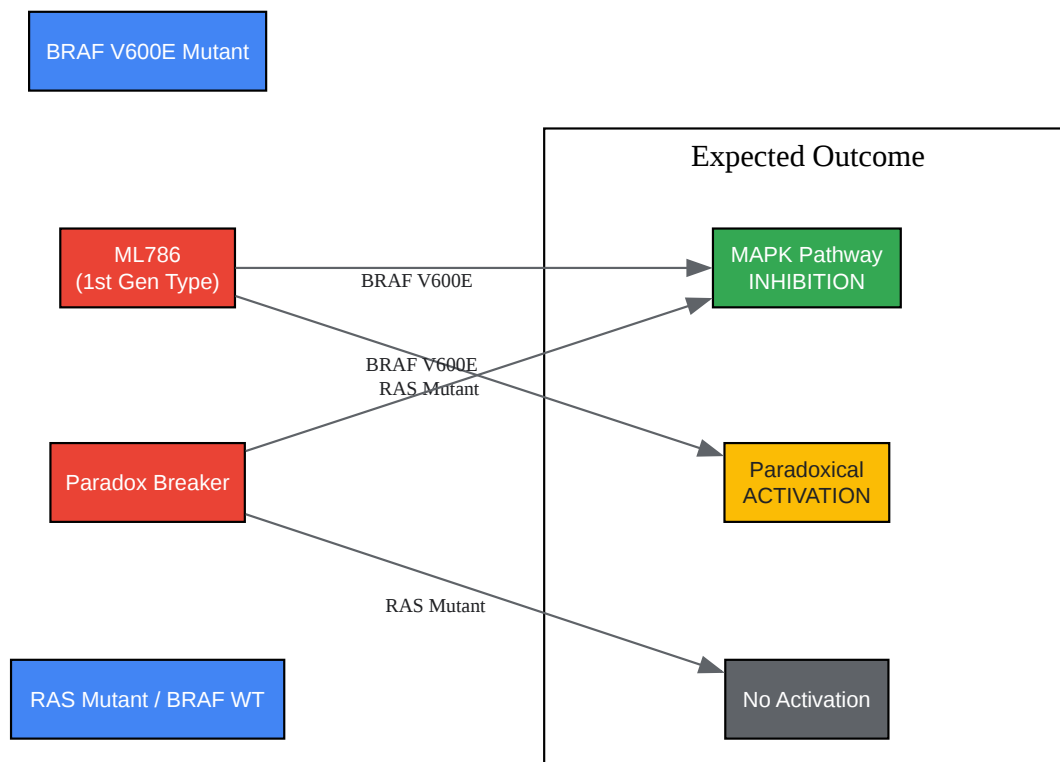 BRAF V600E Mutant
Expected Outcome
ML786
(1st Gen Type)
BRAF V600E
MAPK Pathway
INHIBITION
BRAF V600E
RAS Mutant
Paradox Breaker
Paradoxical
ACTIVATION
RAS Mutant
RAS Mutant / BRAF WT
No Activation